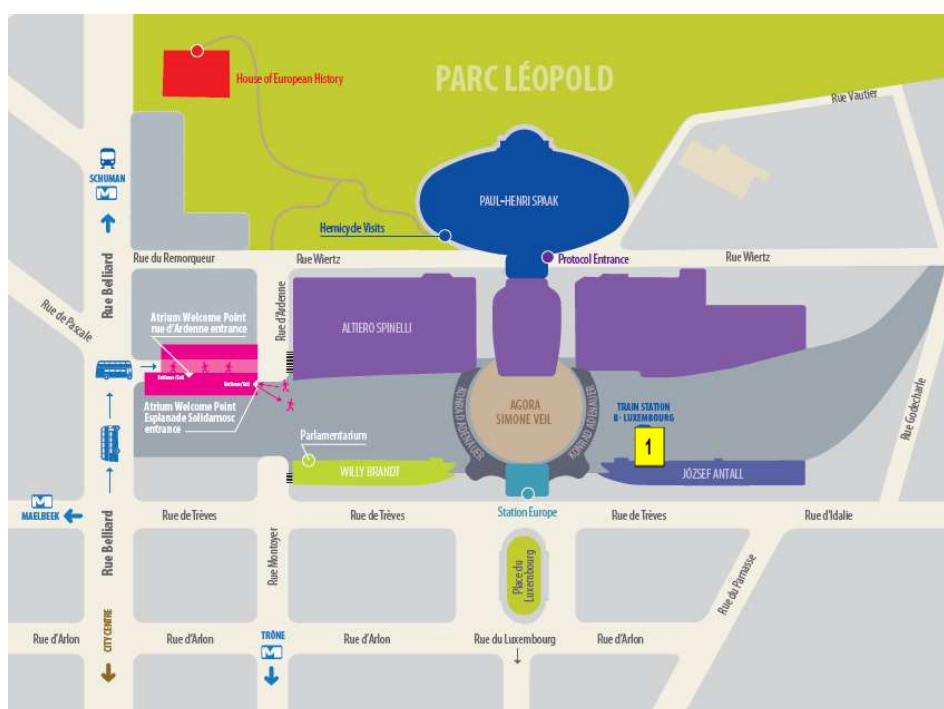 House of European History
PARC LÉOPOLD
Rue Vautier
SCHUMAN
M
PAUL-HENRI SPAAK
Hemicycle Visits
Protocol Entrance
Rue du Remorqueur
Rue Wiertz
Rue Wiertz
Rue Belliard
Rue de Pascale
Rue d'Ardenne
Atrium Welcome Point
rue d'Ardenne entrance
ALTIERO SPINELLI
Atrium Welcome Point
Esplanade Solidarnosc
entrance
KONRAD ADENAUER
AGORA
SIMONE VEIL
KONRAD ADENAUER
TRAIN STATION
B- LUXEMBOURG
1
Rue Godecharle
Parlamentarium
WILLY BRANDT
JÓZSEF ANTALL
M
MAELBEEK
Rue Belliard
Rue de Trèves
Rue de Trèves
Station Europe
Rue de Trèves
Rue d'Idalie
Rue Montoyer
Place du
Luxembourg
Rue du Parnasse
Rue d'Arlon
CITY CENTRE
Rue d'Arlon
TRÔNE
M
Rue d'Arlon
Rue du Luxembourg
Rue d'Arlon